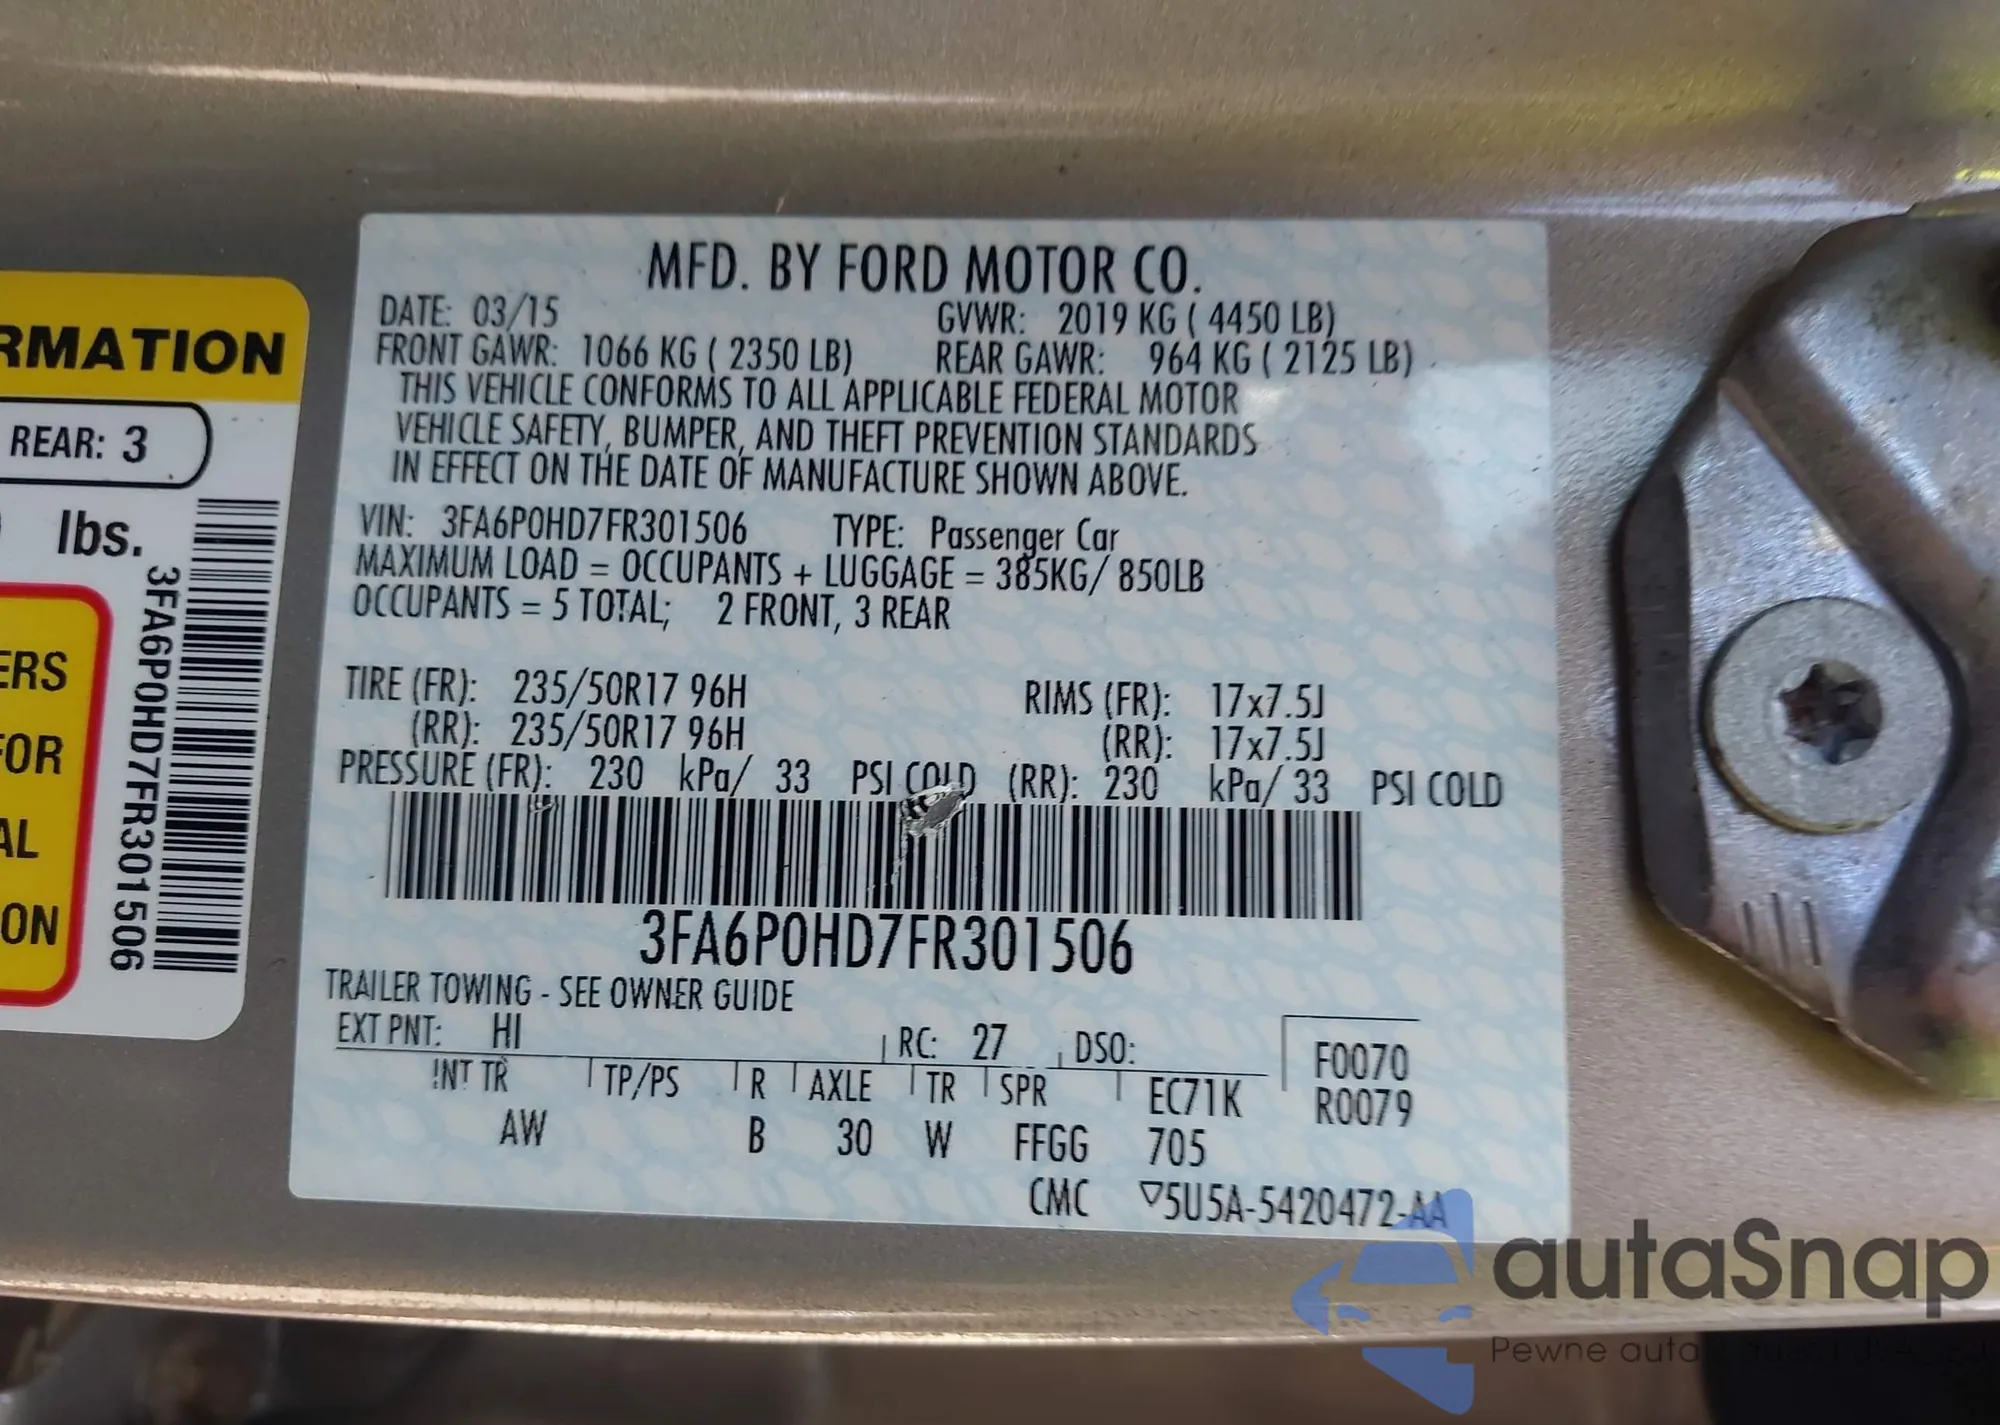 RMATION
REAR: 3
lbs.
ERS
FOR
AL
ON
3FA6P0HD7FR301506
MFD. BY FORD MOTOR CO.
DATE: 03/15 GVWR: 2019 KG ( 4450 LB)
FRONT GAWR: 1066 KG ( 2350 LB) REAR GAWR: 964 KG ( 2125 LB)
THIS VEHICLE CONFORMS TO ALL APPLICABLE FEDERAL MOTOR
VEHICLE SAFETY, BUMPER, AND THEFT PREVENTION STANDARDS
IN EFFECT ON THE DATE OF MANUFACTURE SHOWN ABOVE.
VIN: 3FA6P0HD7FR301506 TYPE: Passenger Car
MAXIMUM LOAD = OCCUPANTS + LUGGAGE = 385KG/ 850LB
OCCUPANTS = 5 TOTAL; 2 FRONT, 3 REAR
TIRE (FR): 235/50R17 96H RIMS (FR): 17x7.5J
(RR): 235/50R17 96H (RR): 17x7.5J
PRESSURE (FR): 230 kPa/ 33 PSI COLD (RR): 230 kPa/ 33 PSI COLD
3FA6P0HD7FR301506
TRAILER TOWING - SEE OWNER GUIDE
EXT PNT: HI RC: 27 DSO: F0070
INT TR TP/PS R AXLE TR SPR EC71K R0079
AW B 30 W FFGG 705
CMC ▽5U5A-5420472-AA
autaSnap
Pewne auta